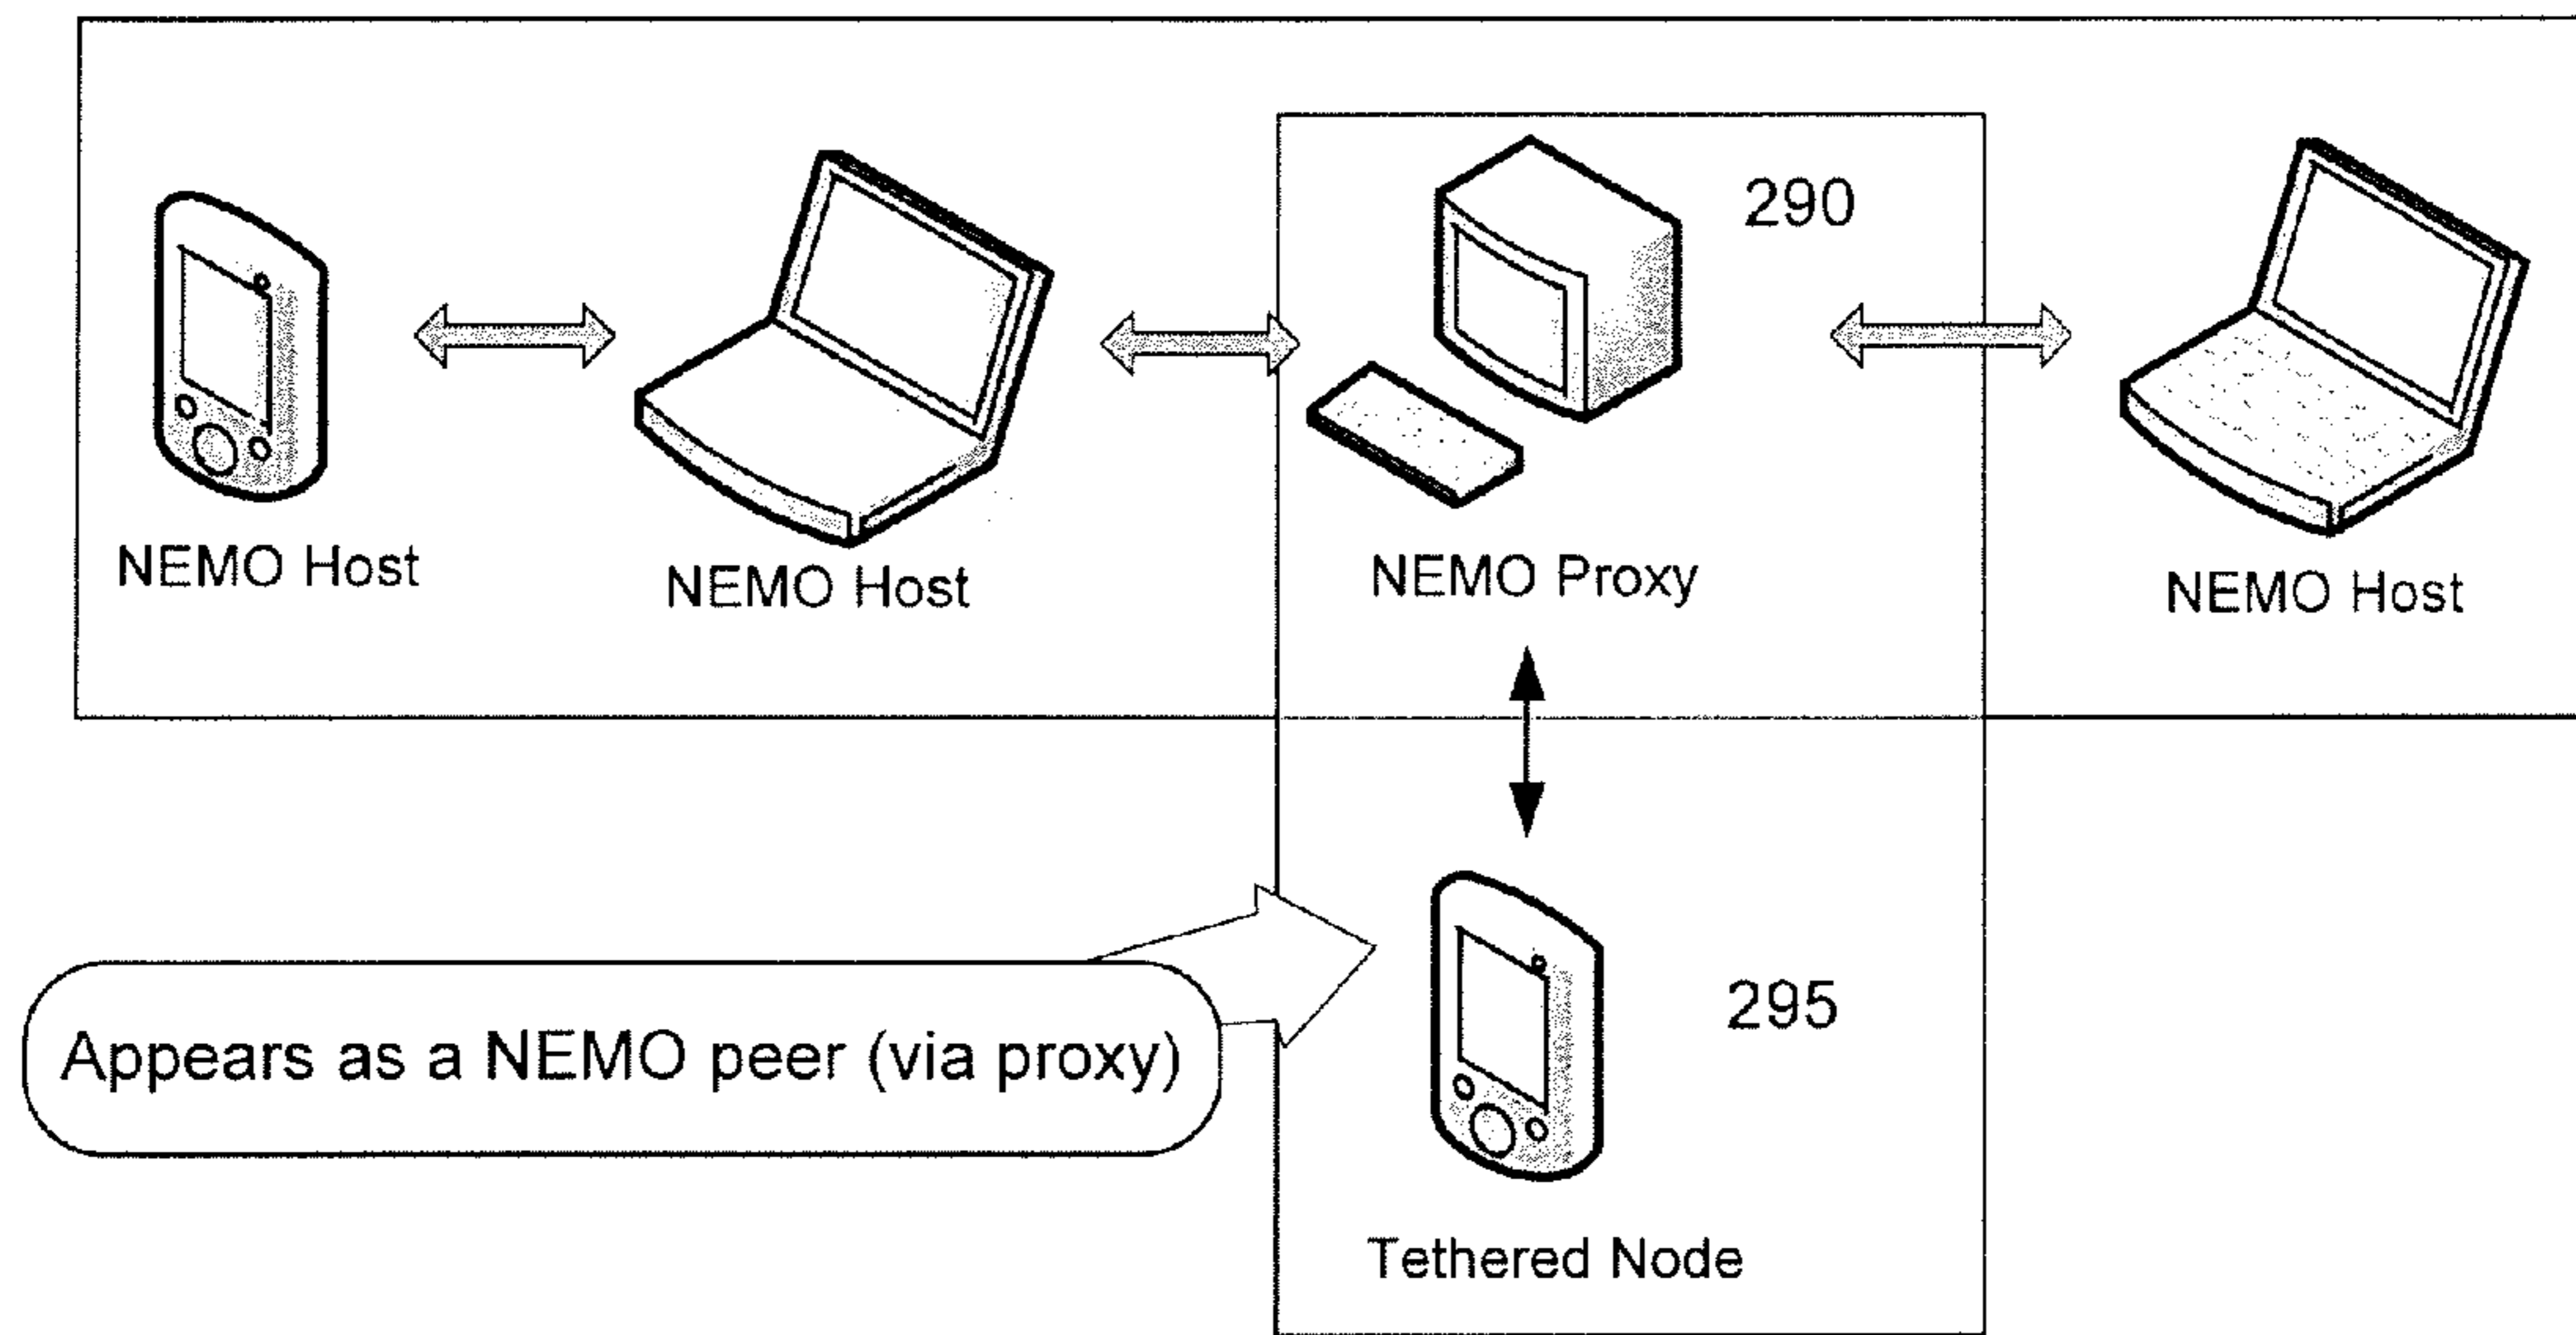 290
NEMO Host
NEMO Host
NEMO Proxy
NEMO Host
Appears as a NEMO peer (via proxy)
295
Tethered Node